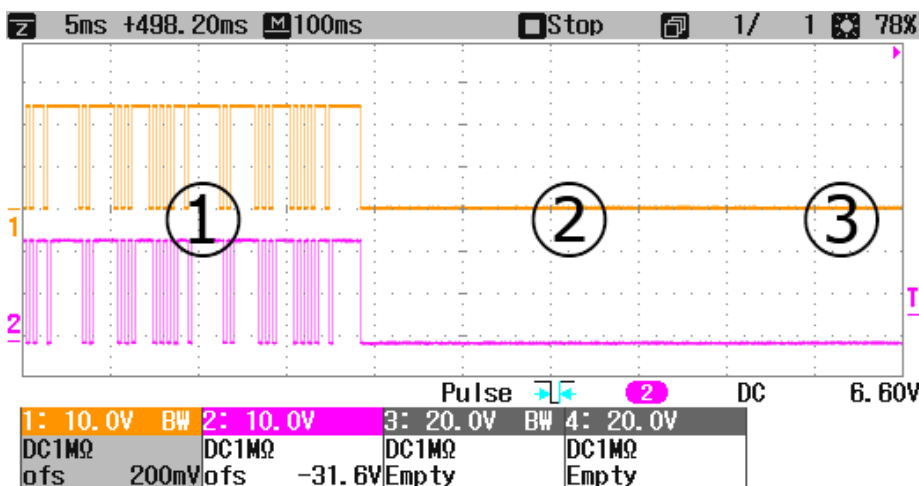 Z 5ms +498.20ms M 100ms Stop 1/ 1 78%
① ② ③
1
T
2
Pulse 2 DC 6.60V
1: 10.0V BW 2: 10.0V 3: 20.0V BW 4: 20.0V
DC1MΩ DC1MΩ DC1MΩ DC1MΩ
ofs 200mV ofs -31.6V Empty Empty